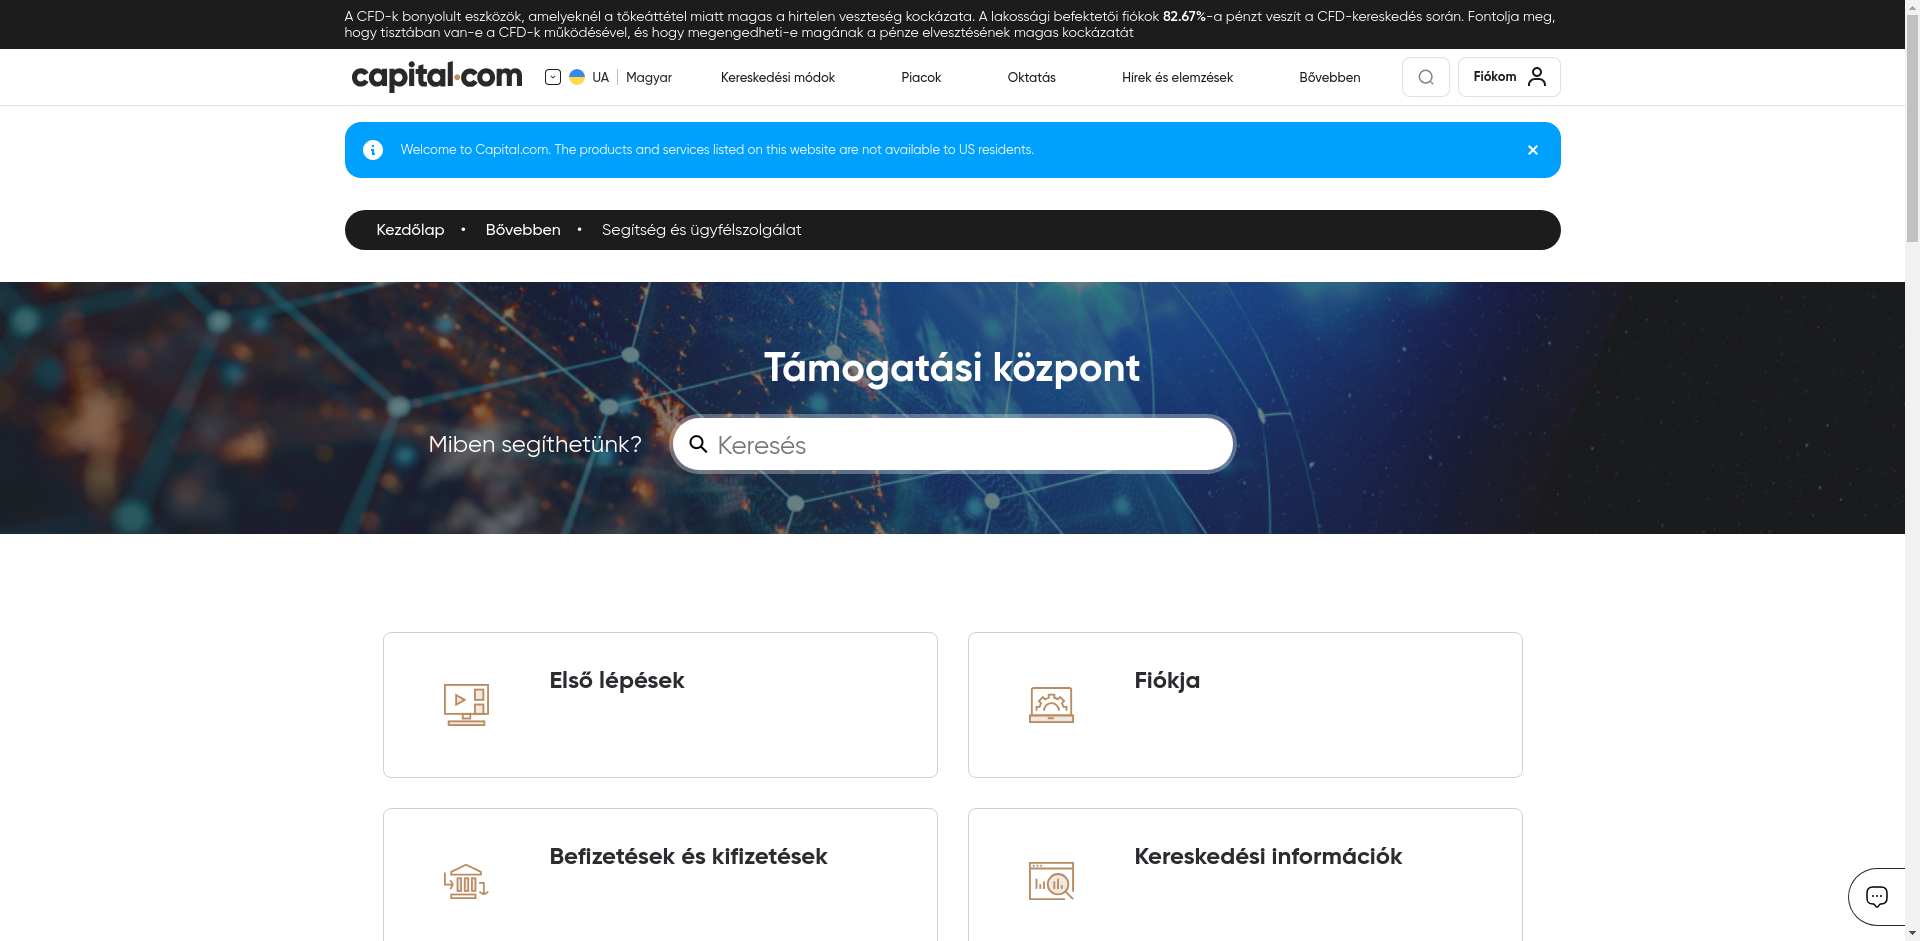 A CFD-k bonyolult eszközök, amelyeknél a tőkeáttétel miatt magas a hirtelen veszteség kockázata. A lakossági befektetői fiókok 82.67%-a pénzt veszít a CFD-kereskedés során. Fontolja meg,
hogy tisztában van-e a CFD-k működésével, és hogy megengedheti-e magának a pénze elvesztésének magas kockázatát
capital.com
UA
Magyar
Kereskedési módok
Piacok
Oktatás
Hírek és elemzések
Bővebben
Fiókom
Welcome to Capital.com. The products and services listed on this website are not available to US residents.
Kezdőlap • Bővebben • Segítség és ügyfélszolgálat
Támogatási központ
Miben segíthetünk?
Keresés
Első lépések
Fiókja
Befizetések és kifizetések
Kereskedési információk